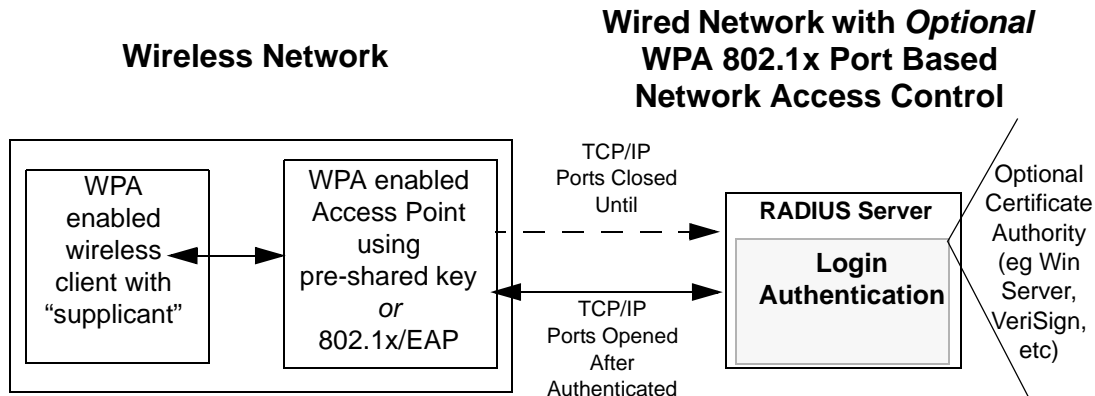 Wireless Network
Wired Network with Optional
WPA 802.1x Port Based
Network Access Control
WPA
enabled
wireless
client with
“supplicant”
WPA enabled
Access Point
using
pre-shared key
or
802.1x/EAP
TCP/IP
Ports Closed
Until
TCP/IP
Ports Opened
After
Authenticated
RADIUS Server
Login
Authentication
Optional
Certificate
Authority
(eg Win
Server,
VeriSign,
etc)